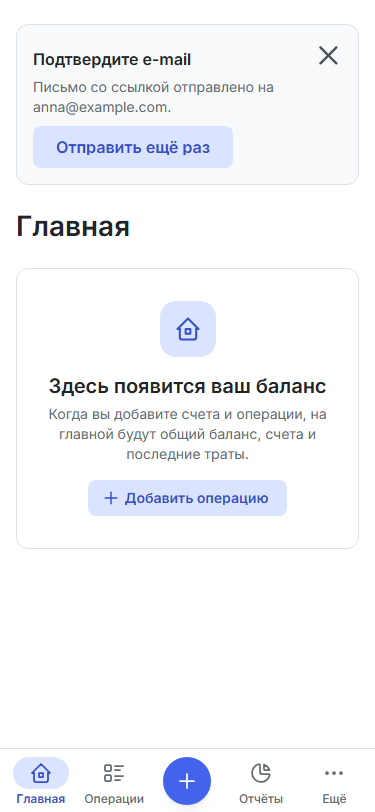 Подтвердите e-mail
Письмо со ссылкой отправлено на
anna@example.com.
Отправить ещё раз
Главная
Здесь появится ваш баланс
Когда вы добавите счета и операции, на
главной будут общий баланс, счета и
последние траты.
Добавить операцию
Главная
Операции
Отчёты
Ещё